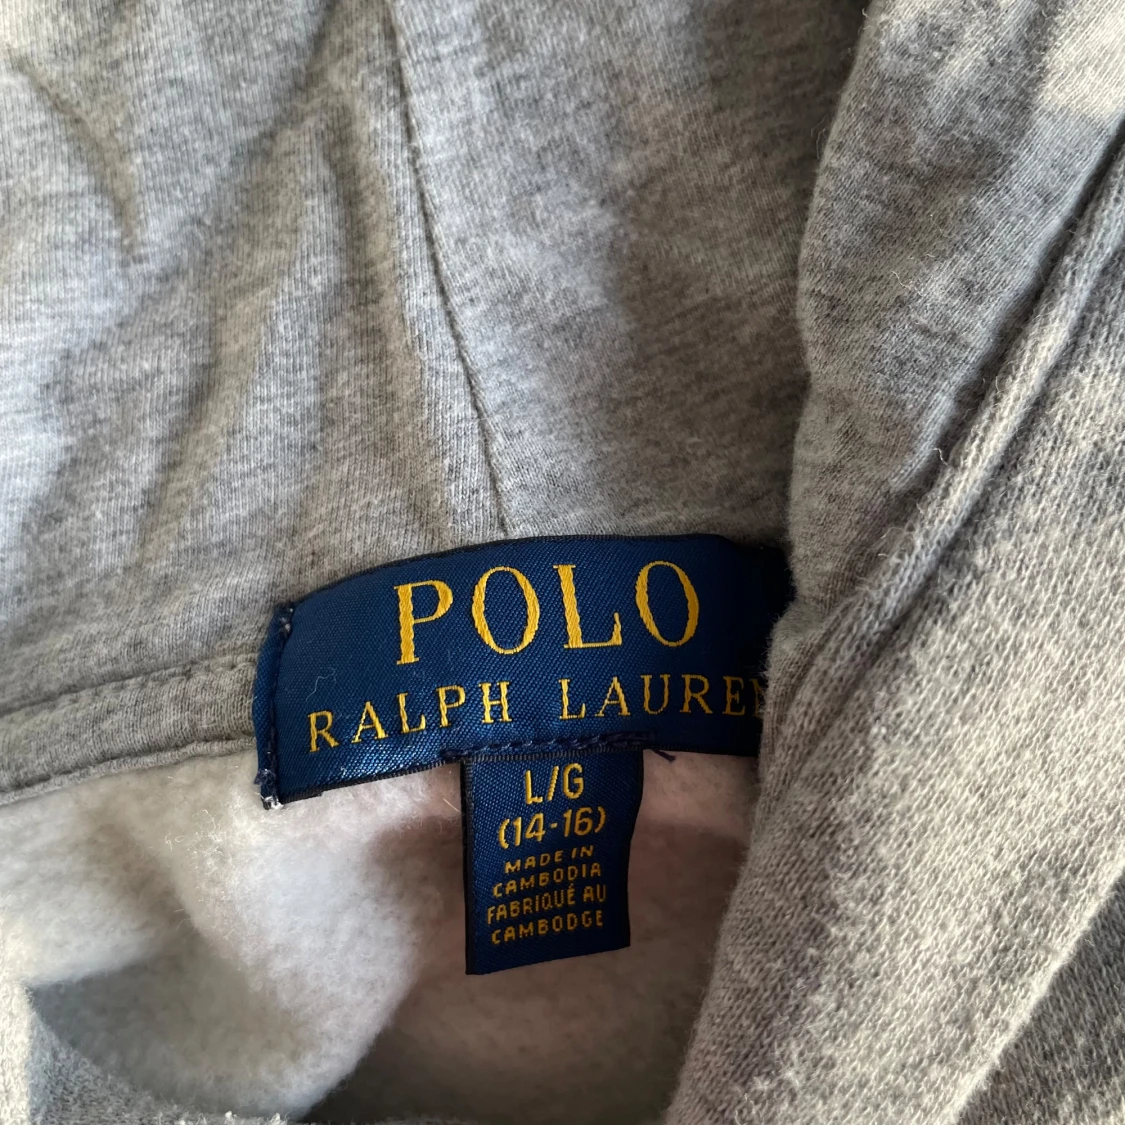 POLO
RALPH LAUREN
L/G
(14-16)
MADE IN
CAMBODIA
FABRIQUÉ AU
CAMBODGE